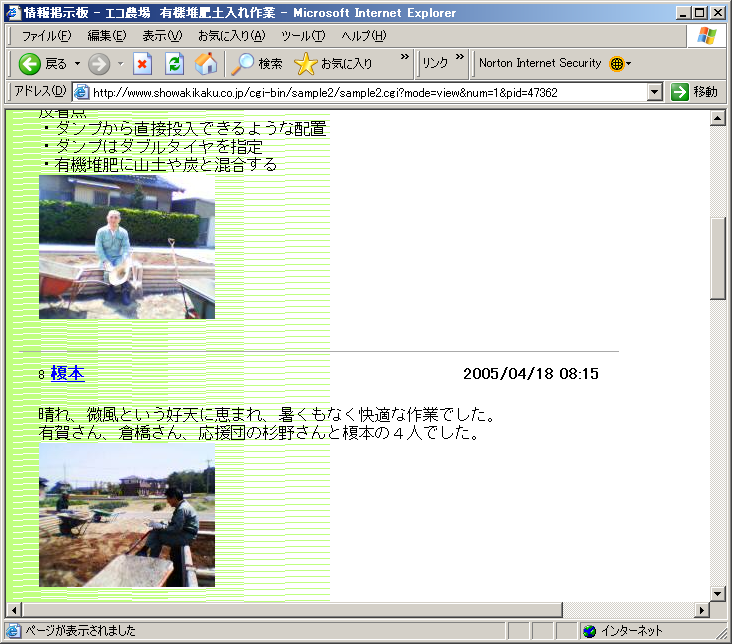 情報掲示板 - エコ農場 有機堆肥土入れ作業 - Microsoft Internet Explorer
ファイル(F) 編集(E) 表示(V) お気に入り(A) ツール(T) ヘルプ(H)
戻る 検索 お気に入り » リンク » Norton Internet Security
アドレス(D) http://www.showakikaku.co.jp/cgi-bin/sample2/sample2.cgi?mode=view&num=1&pid=47362 移動
反省点
・ダンプから直接投入できるような配置
・ダンプはダブルタイヤを指定
・有機堆肥に山土や炭と混合する
8 榎本 2005/04/18 08:15
晴れ、微風という好天に恵まれ、暑くもなく快適な作業でした。
有賀さん、倉橋さん、応援団の杉野さんと榎本の４人でした。
ページが表示されました インターネット